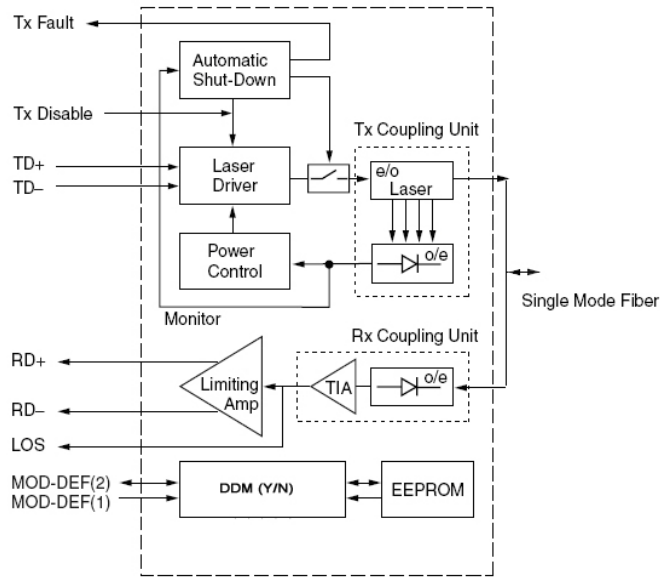 Tx Fault
Automatic
Shut-Down
Tx Disable
Tx Coupling Unit
TD+
TD–
Laser
Driver
e/o
Laser
Power
Control
o/e
Single Mode Fiber
Monitor
Rx Coupling Unit
RD+
RD–
Limiting
Amp
TIA
o/e
LOS
MOD-DEF(2)
MOD-DEF(1)
DDM (Y/N)
EEPROM